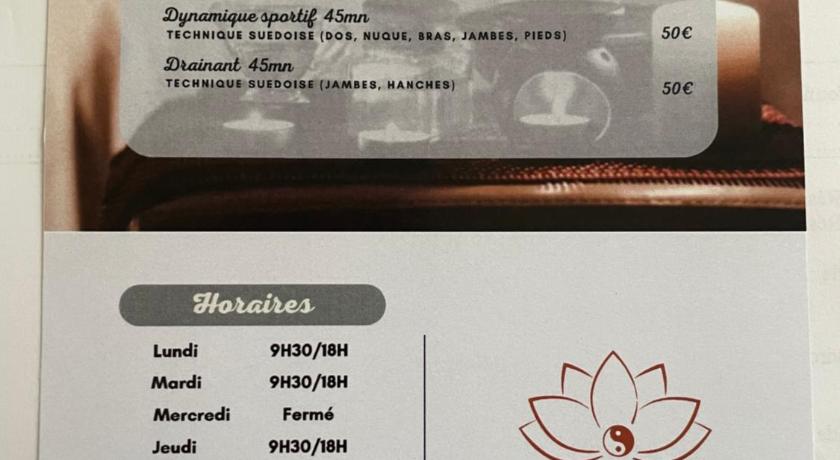 Dynamique sportif 45mn
TECHNIQUE SUEDOISE (DOS, NUQUE, BRAS, JAMBES, PIEDS) 50€
Drainant 45mn
TECHNIQUE SUEDOISE (JAMBES, HANCHES) 50€
Horaires
Lundi 9H30/18H
Mardi 9H30/18H
Mercredi Fermé
Jeudi 9H30/18H